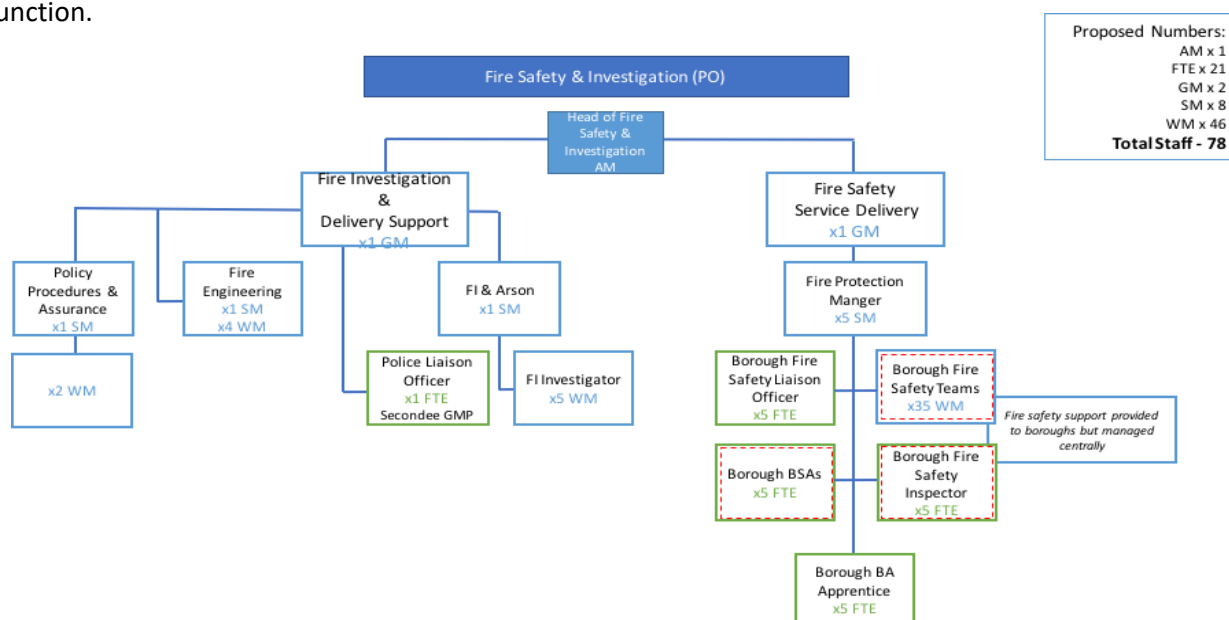 unction.
Proposed Numbers:
AM x 1
FTE x 21
GM x 2
SM x 8
WM x 46
Total Staff - 78
Fire Safety & Investigation (PO)
Head of Fire
Safety &
Investigation
AM
Fire Investigation
&
Delivery Support
x1 GM
Fire Safety
Service Delivery
x1 GM
Policy
Procedures &
Assurance
x1 SM
Fire
Engineering
x1 SM
x4 WM
FI & Arson
x1 SM
Fire Protection
Manger
x5 SM
x2 WM
Police Liaison
Officer
x1 FTE
Secondee GMP
FI Investigator
x5 WM
Borough Fire
Safety Liaison
Officer
x5 FTE
Borough Fire
Safety Teams
x35 WM
Fire safety support provided
to boroughs but managed
centrally
Borough BSAs
x5 FTE
Borough Fire
Safety
Inspector
x5 FTE
Borough BA
Apprentice
x5 FTE